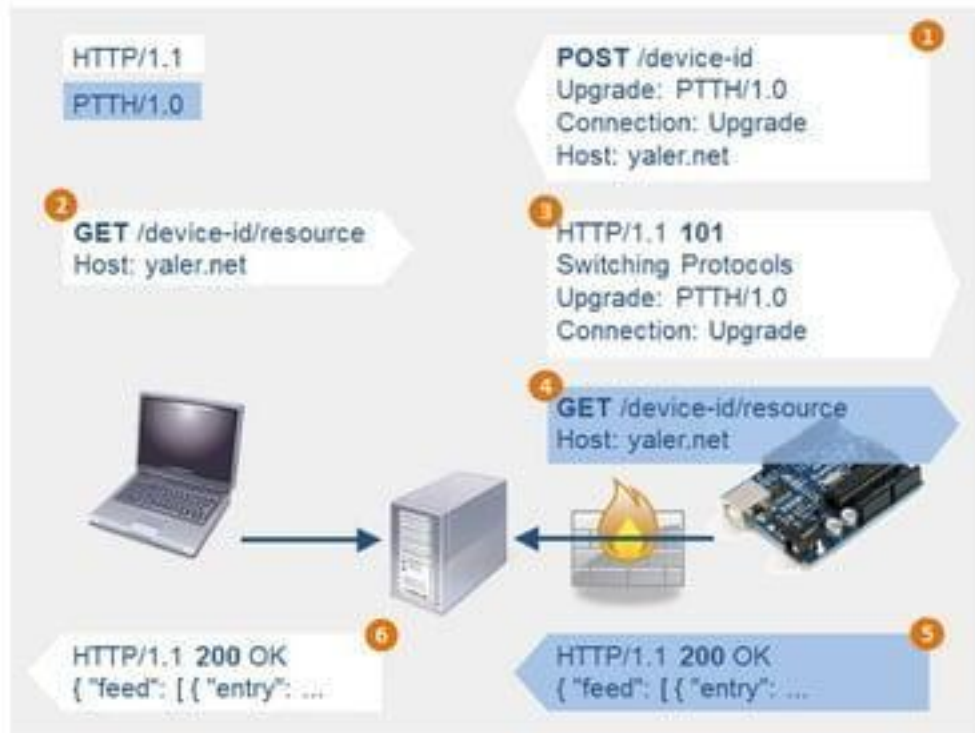 HTTP/1.1
PTTH/1.0
1
POST /device-id
Upgrade: PTTH/1.0
Connection: Upgrade
Host: yaler.net
2
GET /device-id/resource
Host: yaler.net
3
HTTP/1.1 101
Switching Protocols
Upgrade: PTTH/1.0
Connection: Upgrade
4
GET /device-id/resource
Host: yaler.net
6
HTTP/1.1 200 OK
{ "feed": [ { "entry": ...
5
HTTP/1.1 200 OK
{ "feed": [ { "entry": ...